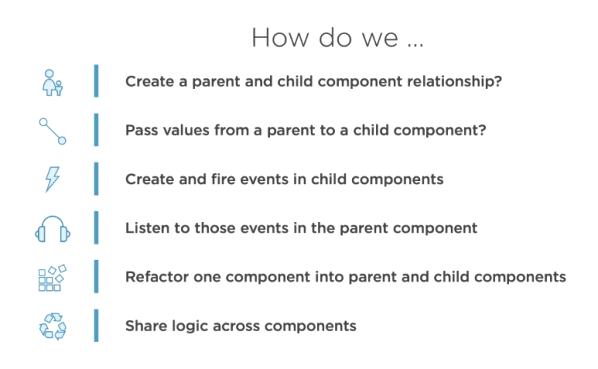 How do we ...
Create a parent and child component relationship?
Pass values from a parent to a child component?
Create and fire events in child components
Listen to those events in the parent component
Refactor one component into parent and child components
Share logic across components